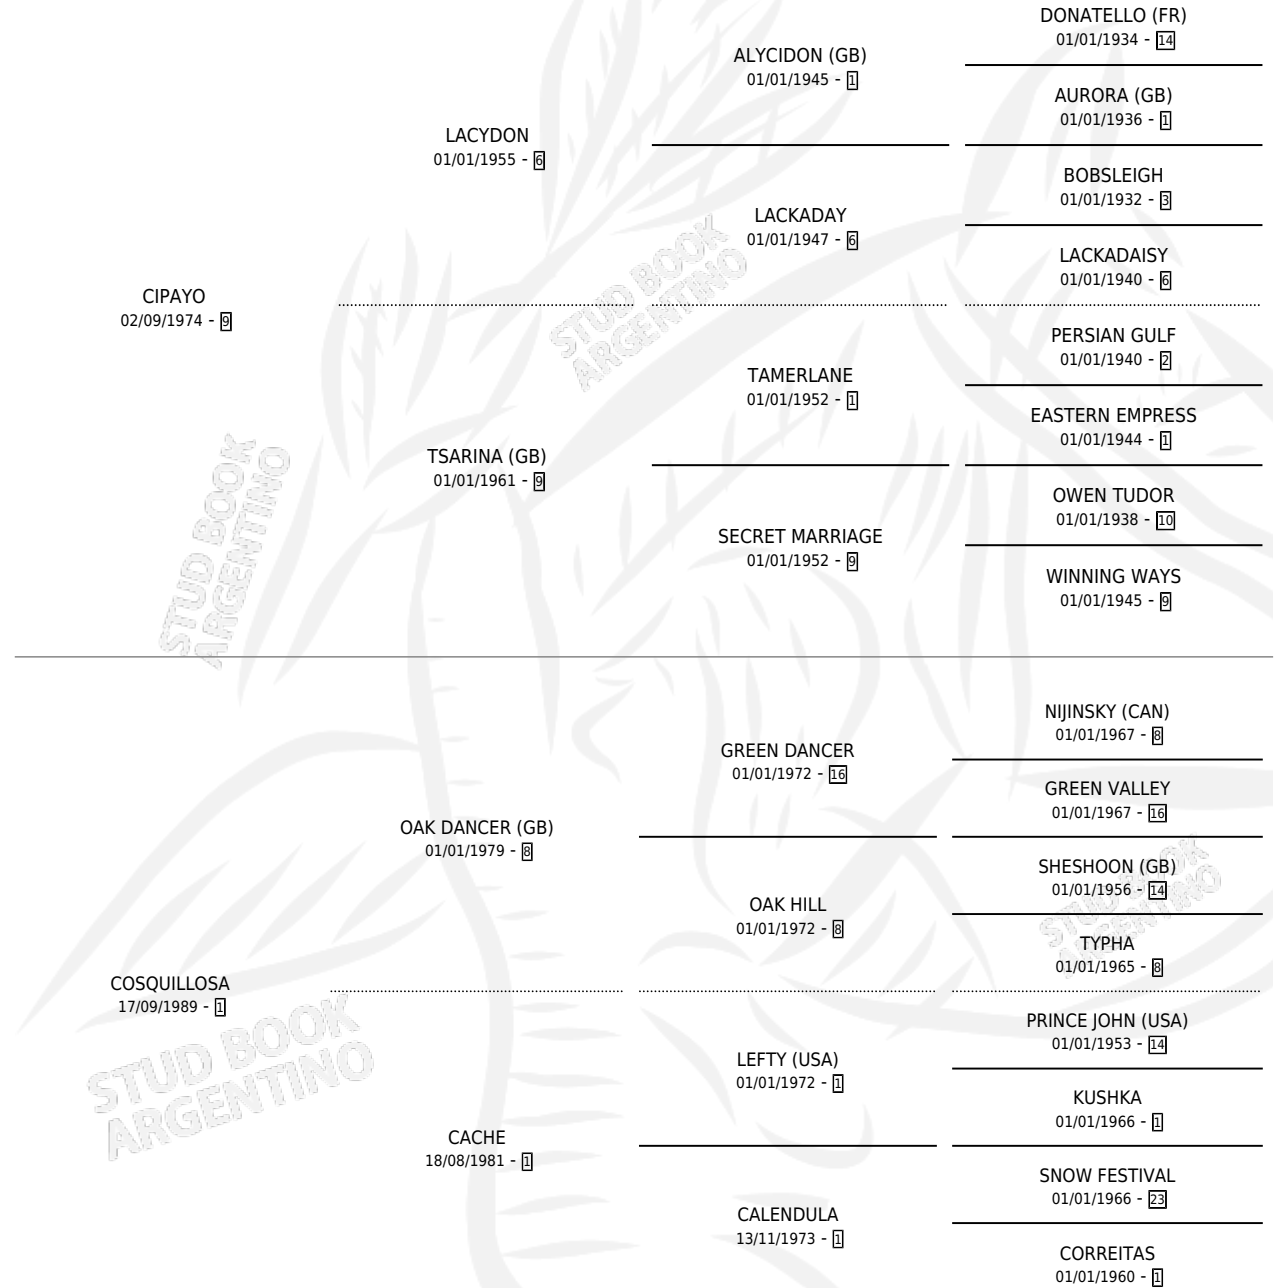 CIPAYO
02/09/1974 - 9
LACYDON
01/01/1955 - 6
ALYCIDON (GB)
01/01/1945 - 1
DONATELLO (FR)
01/01/1934 - 14
AURORA (GB)
01/01/1936 - 1
LACKADAY
01/01/1947 - 6
BOBSLEIGH
01/01/1932 - 3
LACKADAISY
01/01/1940 - 6
TSARINA (GB)
01/01/1961 - 9
TAMERLANE
01/01/1952 - 1
PERSIAN GULF
01/01/1940 - 2
EASTERN EMPRESS
01/01/1944 - 1
SECRET MARRIAGE
01/01/1952 - 9
OWEN TUDOR
01/01/1938 - 10
WINNING WAYS
01/01/1945 - 9
STUD BOOK
ARGENTINO
STUD BOOK
ARGENTINO
COSQUILLOSA
17/09/1989 - 1
OAK DANCER (GB)
01/01/1979 - 8
GREEN DANCER
01/01/1972 - 16
NIJINSKY (CAN)
01/01/1967 - 8
GREEN VALLEY
01/01/1967 - 16
OAK HILL
01/01/1972 - 8
SHESHOON (GB)
01/01/1956 - 14
TYPHA
01/01/1965 - 8
CACHE
18/08/1981 - 1
LEFTY (USA)
01/01/1972 - 1
PRINCE JOHN (USA)
01/01/1953 - 14
KUSHKA
01/01/1966 - 1
CALENDULA
13/11/1973 - 1
SNOW FESTIVAL
01/01/1966 - 23
CORREITAS
01/01/1960 - 1
STUD BOOK
ARGENTINO
STUD BOOK
ARGENTINO